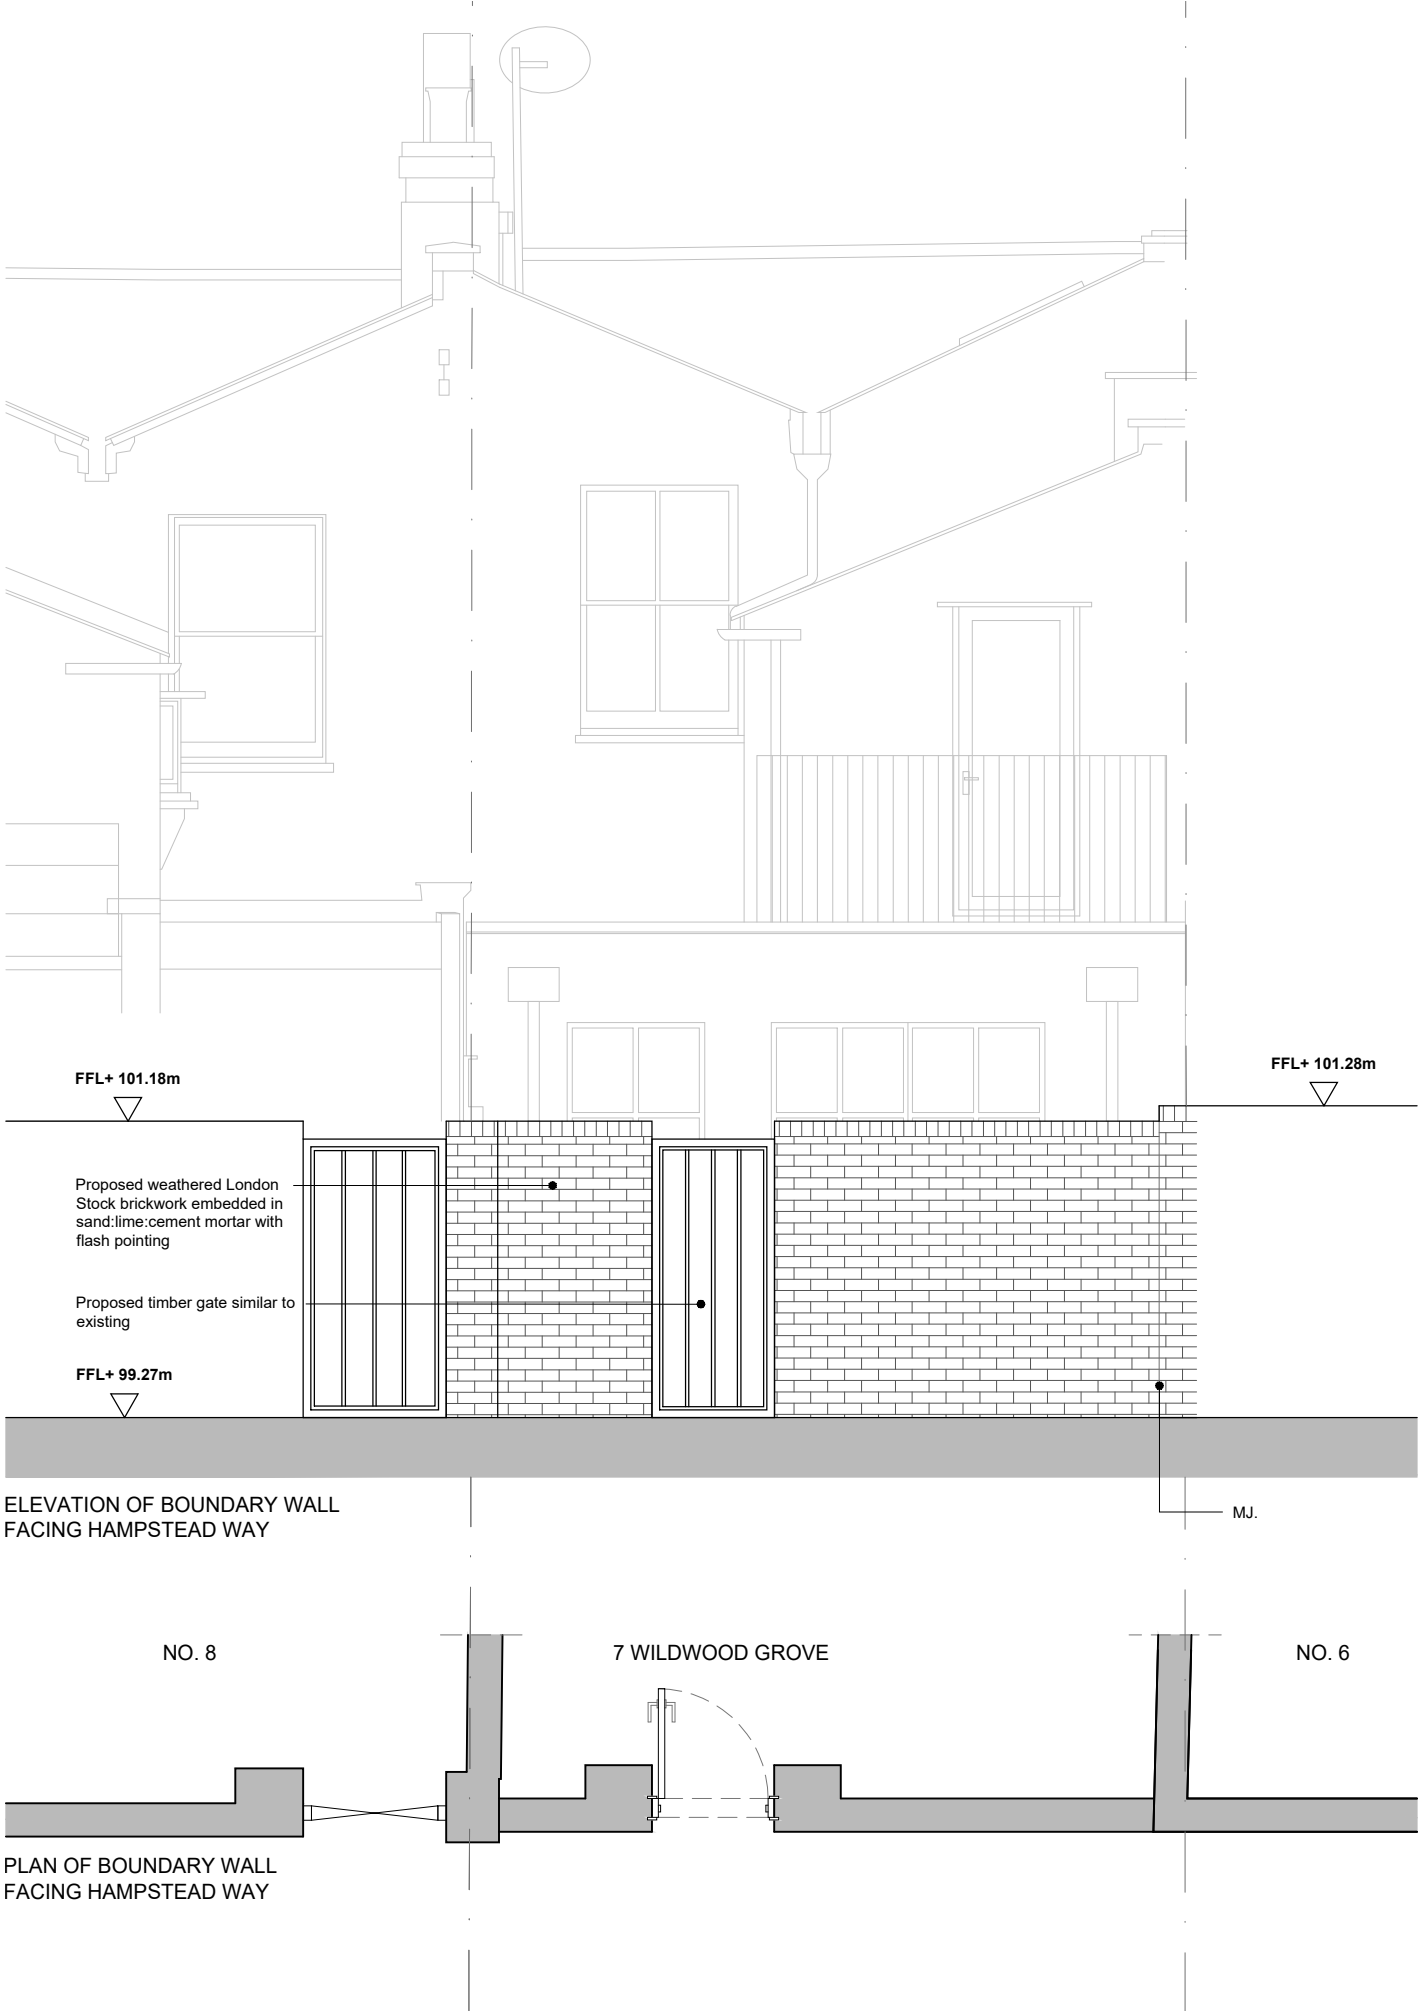 FFL+ 101.18m
FFL+ 101.28m
Proposed weathered London
Stock brickwork embedded in
sand:lime:cement mortar with
flash pointing
Proposed timber gate similar to
existing
FFL+ 99.27m
ELEVATION OF BOUNDARY WALL
FACING HAMPSTEAD WAY
MJ.
NO. 8
7 WILDWOOD GROVE
NO. 6
PLAN OF BOUNDARY WALL
FACING HAMPSTEAD WAY